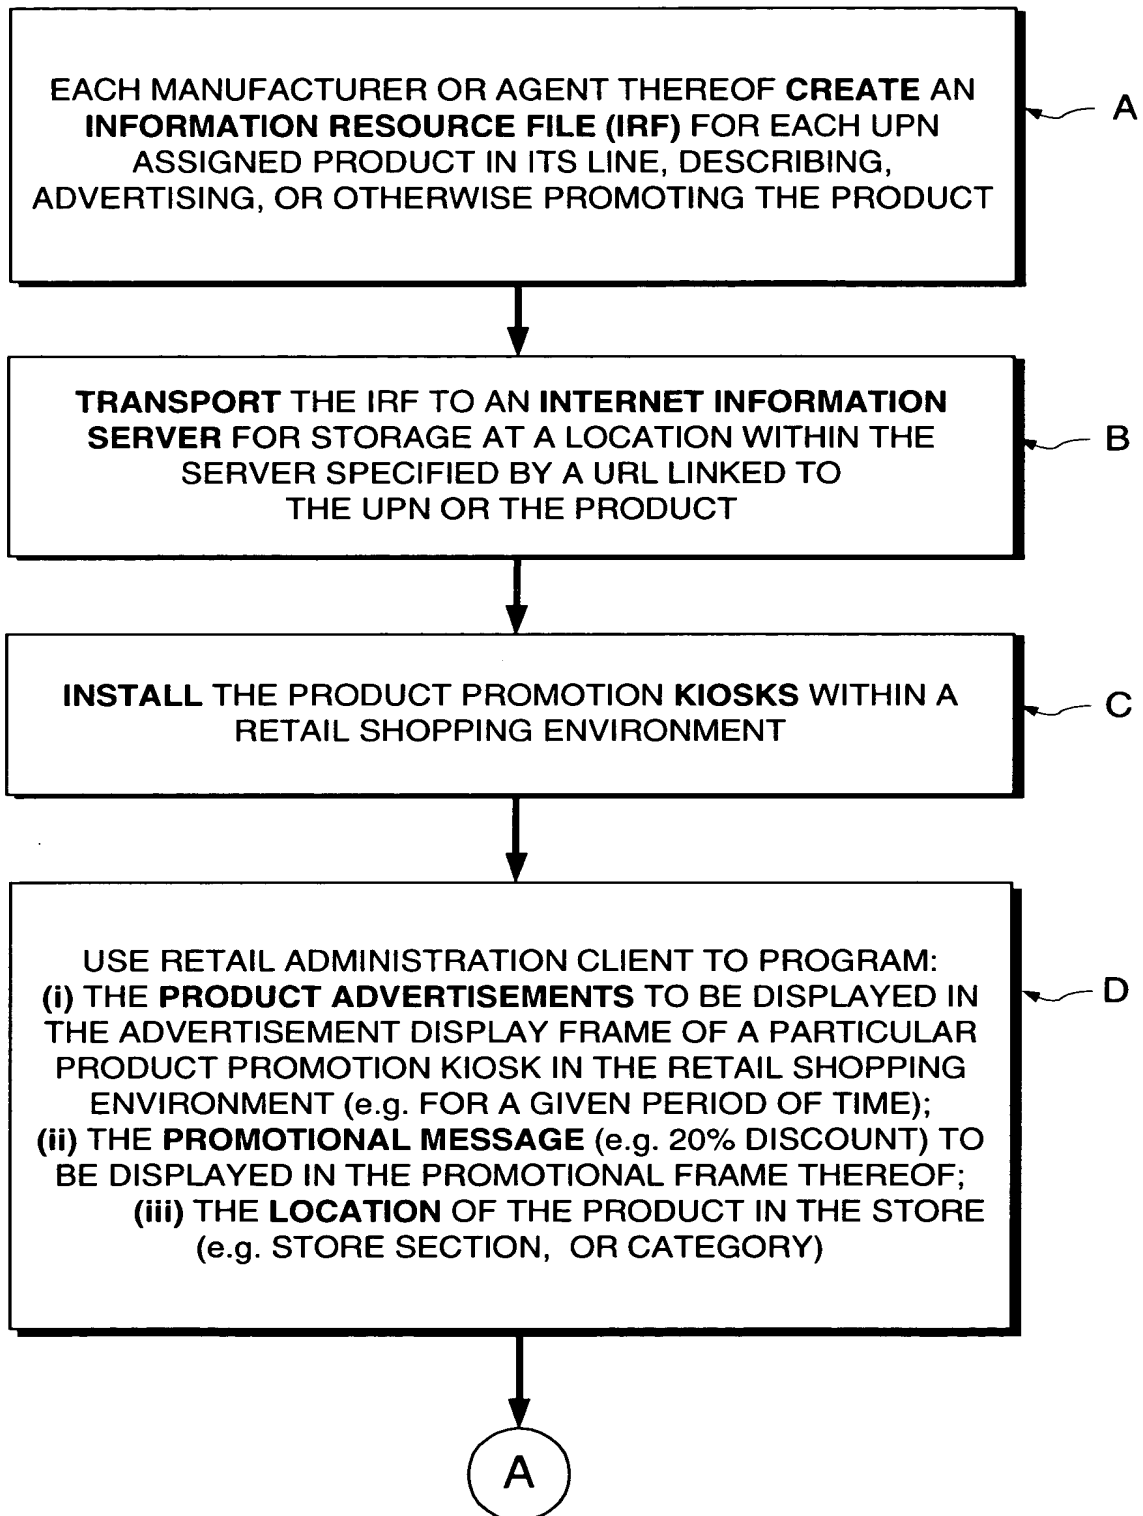 EACH MANUFACTURER OR AGENT THEREOF CREATE AN
INFORMATION RESOURCE FILE (IRF) FOR EACH UPN
ASSIGNED PRODUCT IN ITS LINE, DESCRIBING,
ADVERTISING, OR OTHERWISE PROMOTING THE PRODUCT
A
TRANSPORT THE IRF TO AN INTERNET INFORMATION
SERVER FOR STORAGE AT A LOCATION WITHIN THE
SERVER SPECIFIED BY A URL LINKED TO
THE UPN OR THE PRODUCT
B
INSTALL THE PRODUCT PROMOTION KIOSKS WITHIN A
RETAIL SHOPPING ENVIRONMENT
C
USE RETAIL ADMINISTRATION CLIENT TO PROGRAM:
(i) THE PRODUCT ADVERTISEMENTS TO BE DISPLAYED IN
THE ADVERTISEMENT DISPLAY FRAME OF A PARTICULAR
PRODUCT PROMOTION KIOSK IN THE RETAIL SHOPPING
ENVIRONMENT (e.g. FOR A GIVEN PERIOD OF TIME);
(ii) THE PROMOTIONAL MESSAGE (e.g. 20% DISCOUNT) TO
BE DISPLAYED IN THE PROMOTIONAL FRAME THEREOF;
(iii) THE LOCATION OF THE PRODUCT IN THE STORE
(e.g. STORE SECTION, OR CATEGORY)
D
A